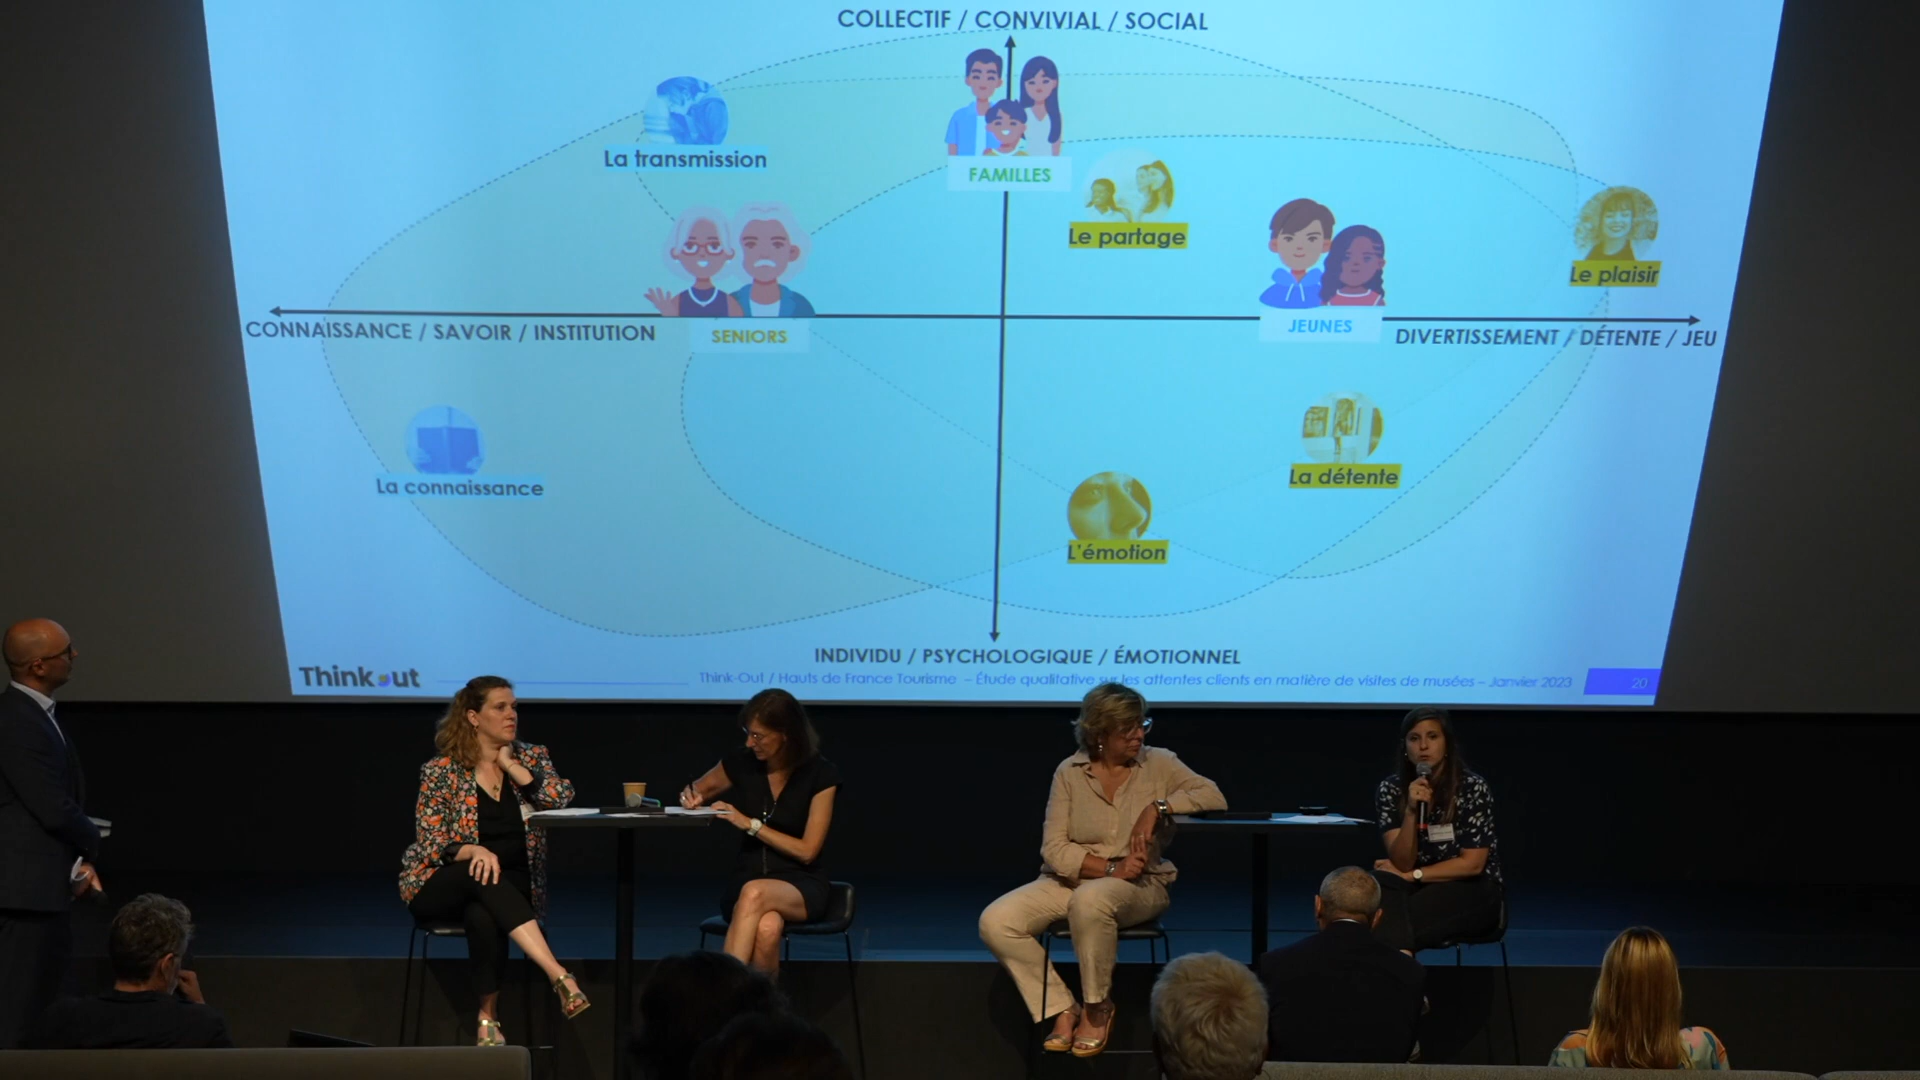 COLLECTIF / CONVIVIAL / SOCIAL
La transmission
FAMILLES
Le partage
Le plaisir
CONNAISSANCE / SAVOIR / INSTITUTION
SENIORS
JEUNES
DIVERTISSEMENT / DÉTENTE / JEU
La connaissance
La détente
L'émotion
INDIVIDU / PSYCHOLOGIQUE / ÉMOTIONNEL
Think out
Think-Out / Hauts de France Tourisme – Étude qualitative sur les attentes clients en matière de visites de musées – Janvier 2023
20